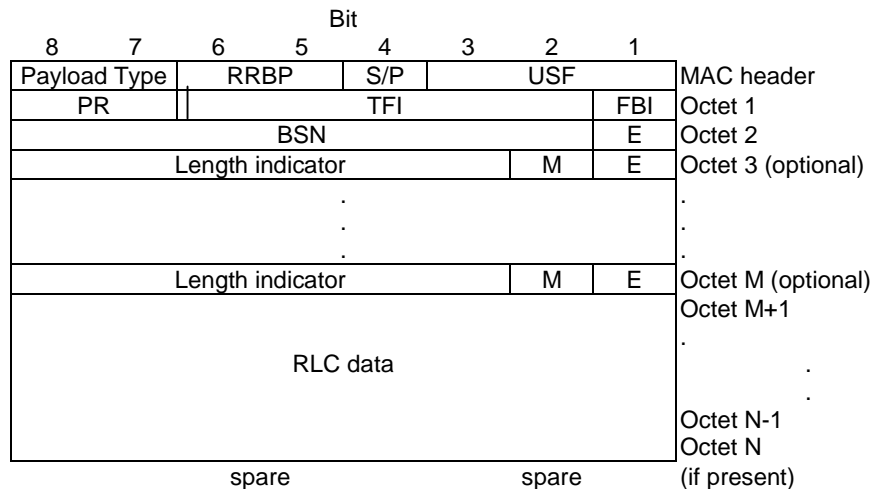 Bit
8 7 6 5 4 3 2 1
Payload Type RRBP S/P USF MAC header
PR TFI FBI Octet 1
BSN E Octet 2
Length indicator M E Octet 3 (optional)
. .
. .
. .
Length indicator M E Octet M (optional)
Octet M+1
.
RLC data .
.
Octet N-1
Octet N
spare spare (if present)